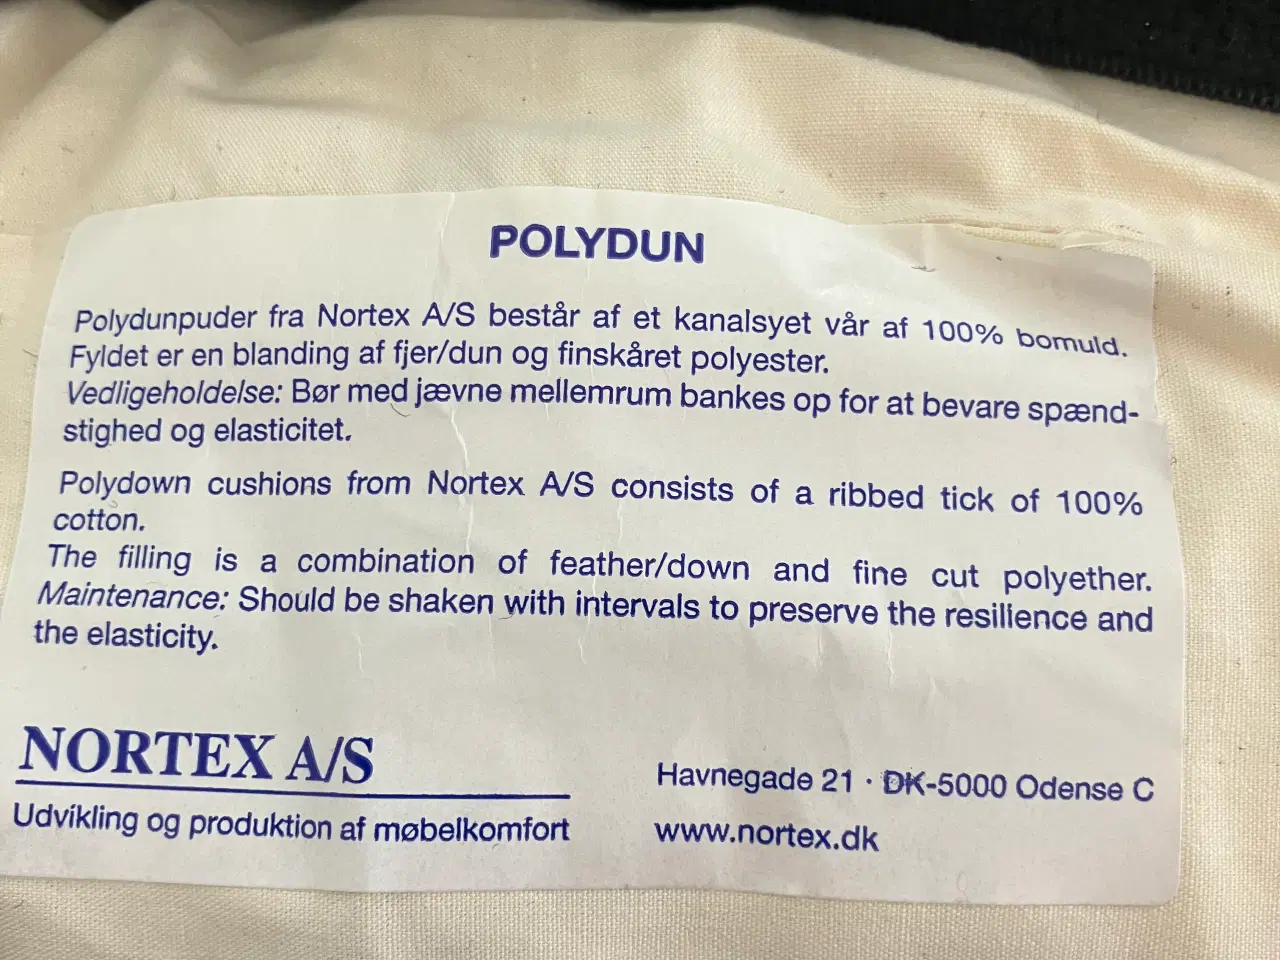 POLYDUN
Polydunpuder fra Nortex A/S består af et kanalsyet vår af 100% bomuld.
Fyldet er en blanding af fjer/dun og finskåret polyester.
Vedligeholdelse: Bør med jævne mellemrum bankes op for at bevare spænd-
stighed og elasticitet.
Polydown cushions from Nortex A/S consists of a ribbed tick of 100%
cotton.
The filling is a combination of feather/down and fine cut polyether.
Maintenance: Should be shaken with intervals to preserve the resilience and
the elasticity.
NORTEX A/S
Udvikling og produktion af møbelkomfort
Havnegade 21 · DK-5000 Odense C
www.nortex.dk